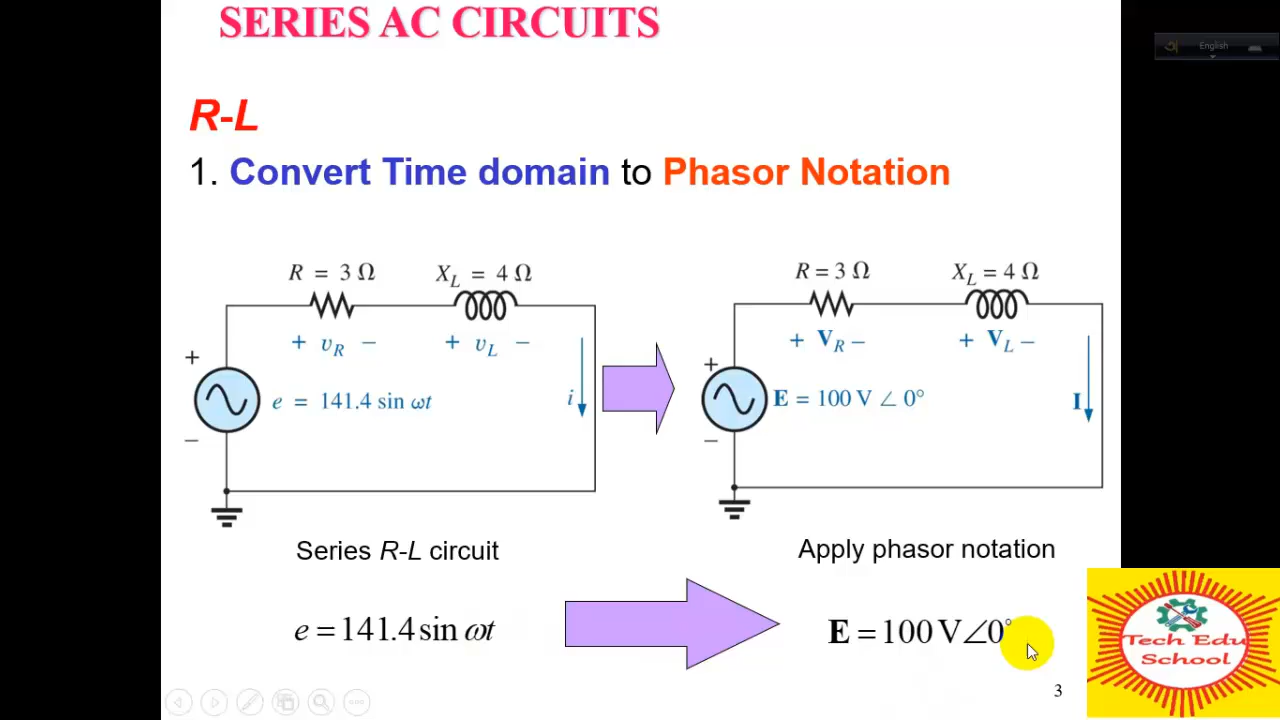 SERIES AC CIRCUITS
English
R-L
1. Convert Time domain to Phasor Notation
R = 3 Ω
X_L = 4 Ω
+ v_R −
+ v_L −
+
e = 141.4 sin ωt
i
−
R = 3 Ω
X_L = 4 Ω
+ V_R −
+ V_L −
+
E = 100 V ∠ 0°
I
−
Series R-L circuit
Apply phasor notation
e = 141.4 sin ωt
E = 100 V∠0°
Tech Edu
School
3